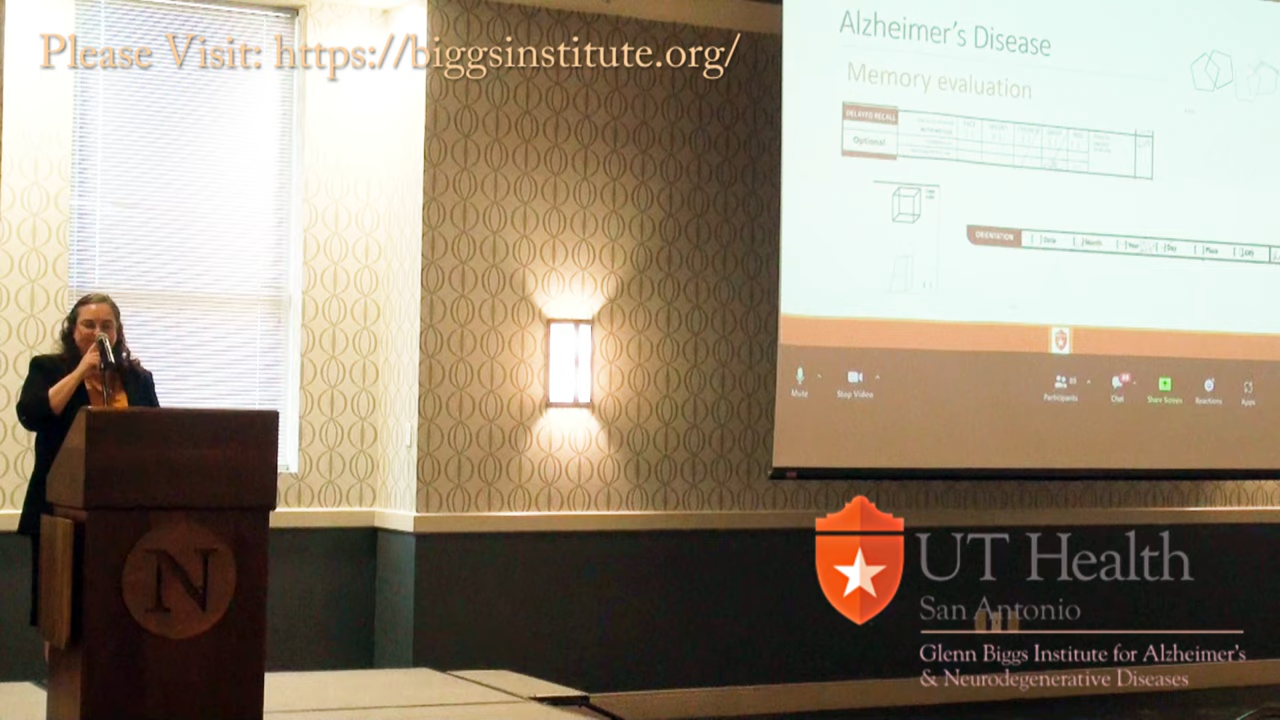 Please Visit: https://biggsinstitute.org/
Alzheimer's Disease
Memory evaluation
DELAYED RECALL
Optional
ORIENTATION
[ ] Date [ ] Month [ ] Year [ ] Day [ ] Place [ ] City
Mute
Stop Video
Participants
Chat
Share Screen
Reactions
Apps
N
UT Health
San Antonio
Glenn Biggs Institute for Alzheimer's
& Neurodegenerative Diseases